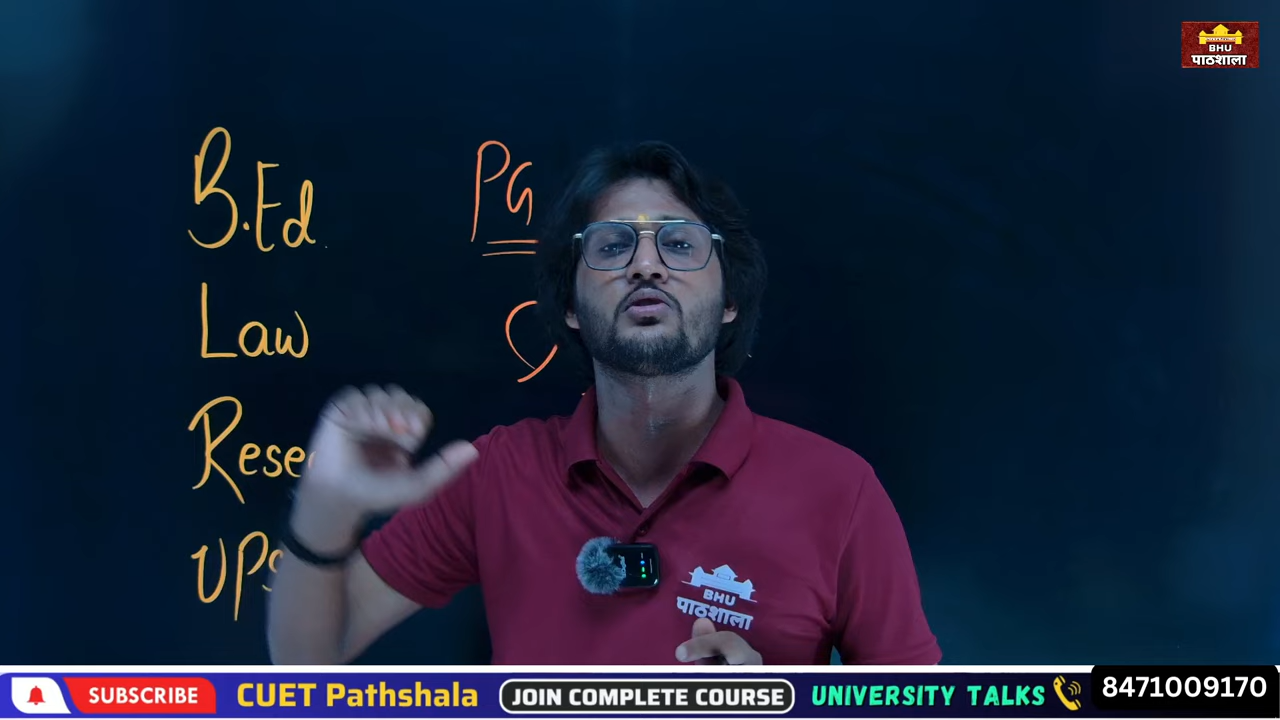 BHU
पाठशाला
B.Ed
PG
Law
BHU
पाठशाला
SUBSCRIBE
CUET Pathshala
JOIN COMPLETE COURSE
UNIVERSITY TALKS
8471009170